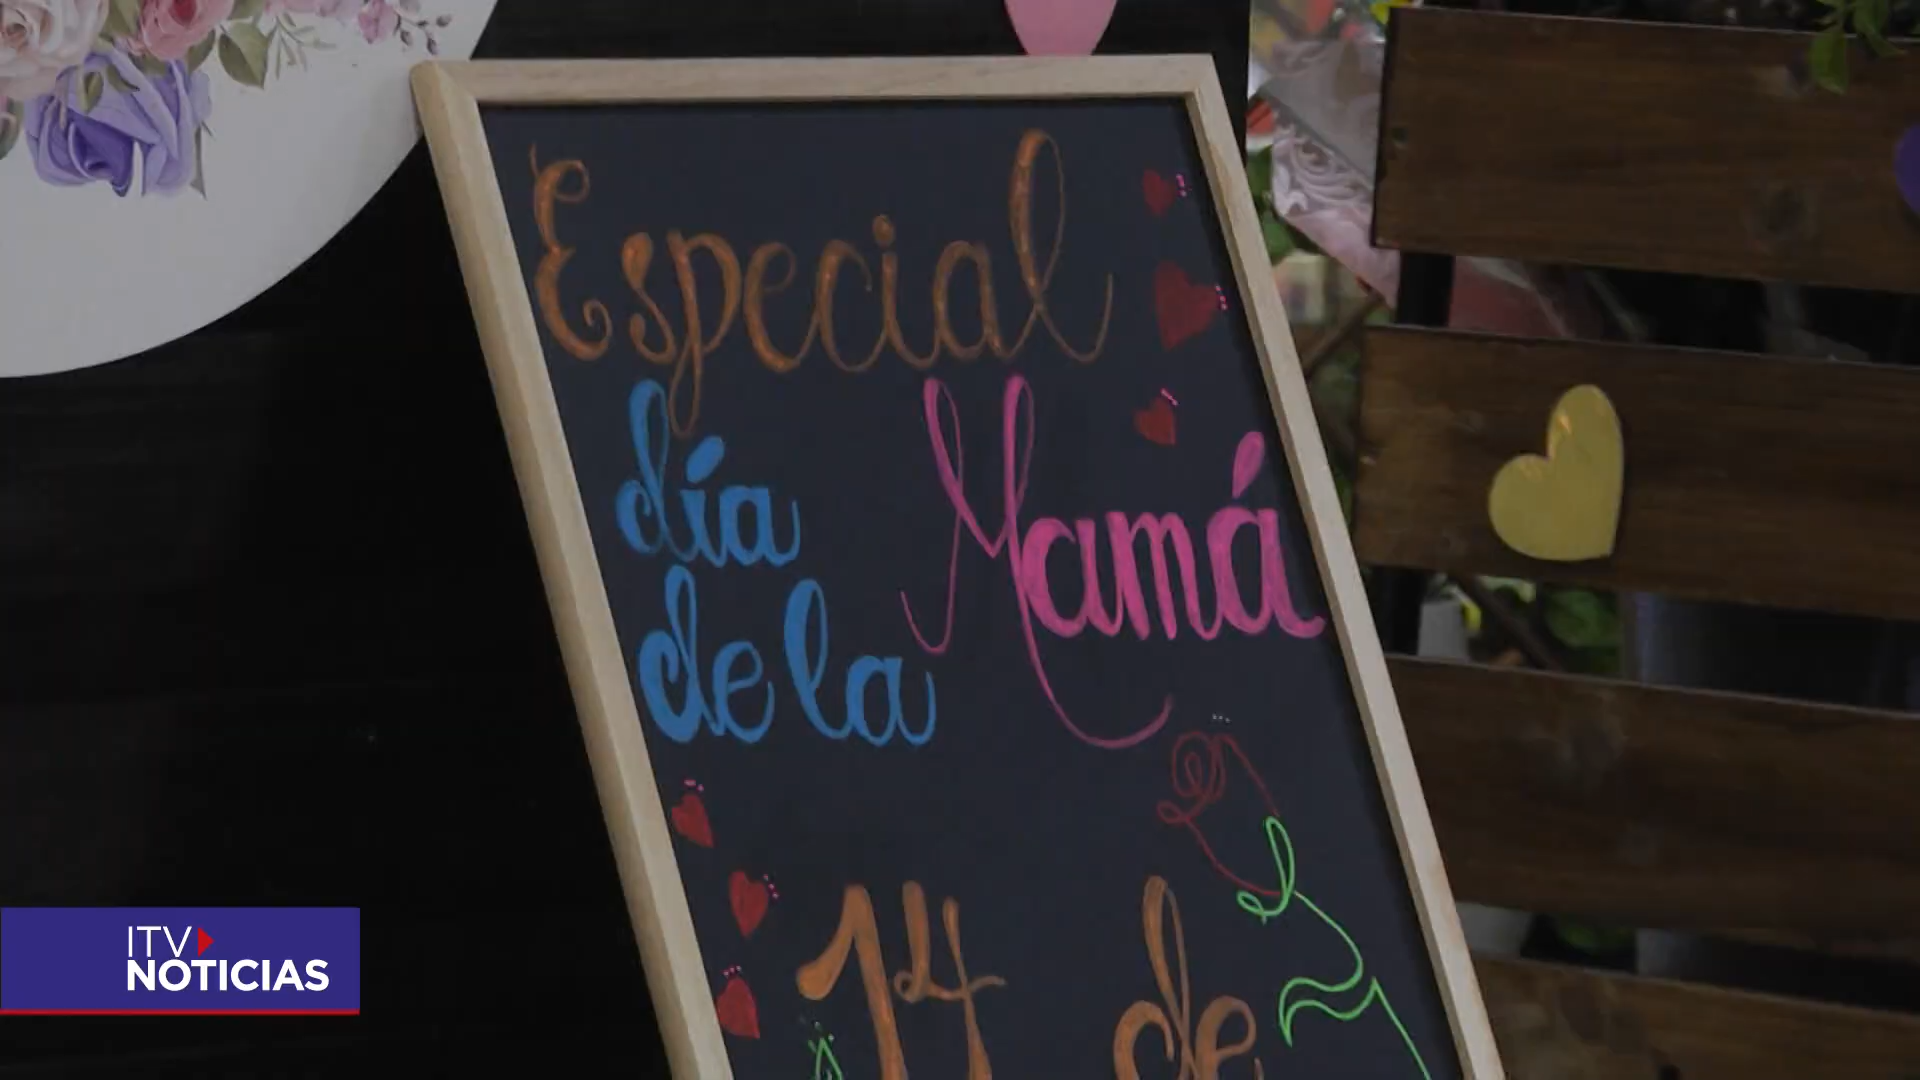 Especial
día
Mamá
de la
14 de
ITV
NOTICIAS